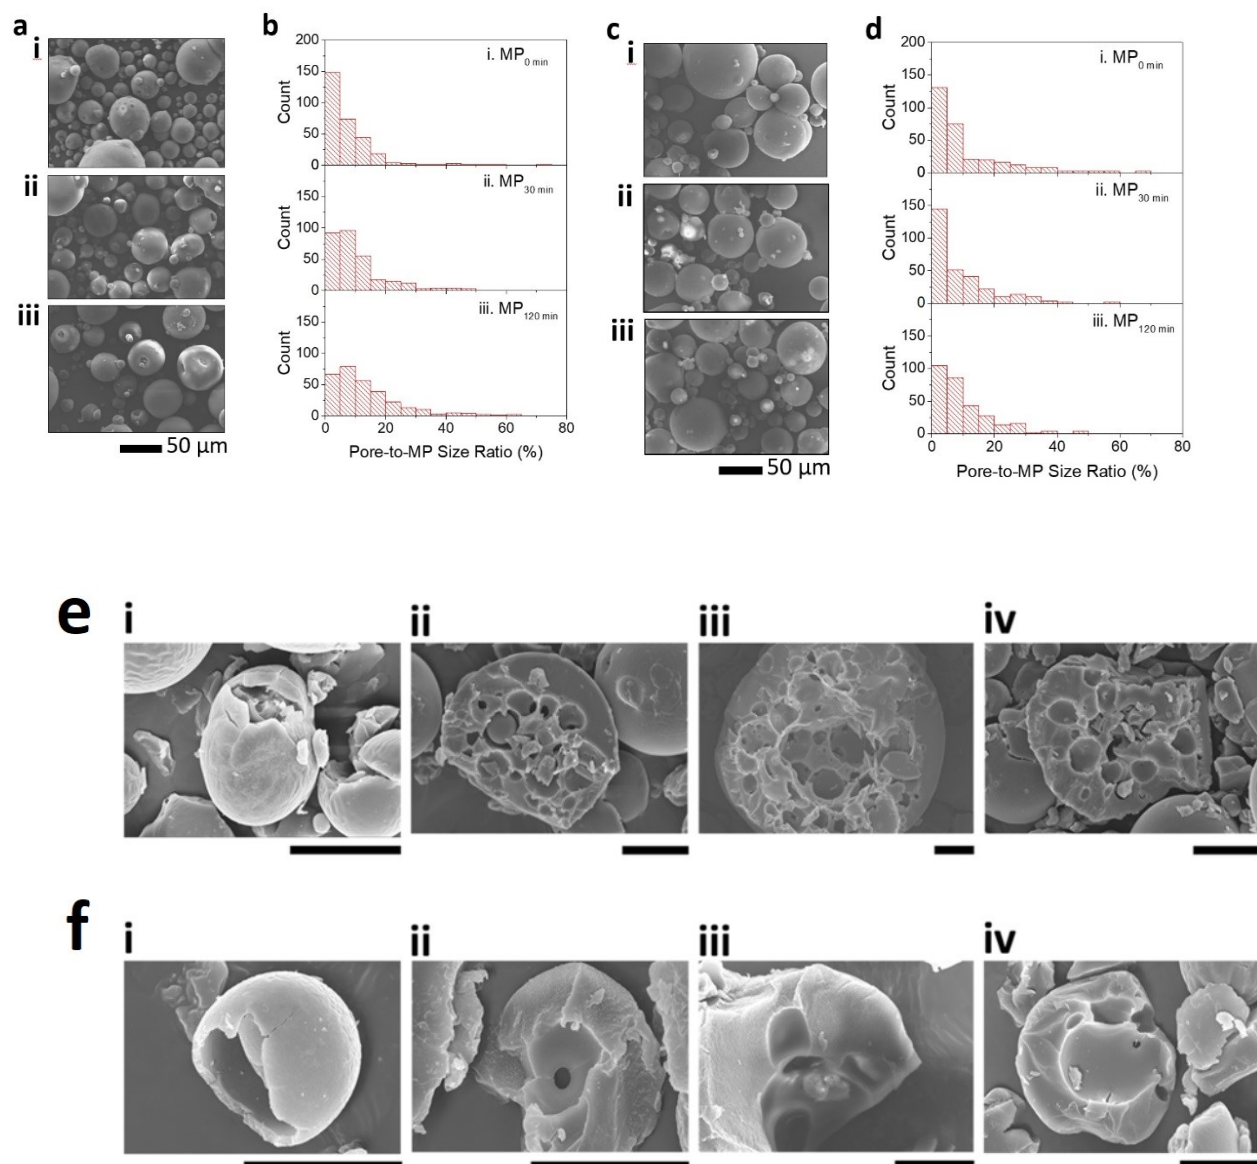 a
i
ii
iii
50 μm
b
200
150
100
50
0
Count
i. MP0 min
150
100
50
0
Count
ii. MP30 min
150
100
50
0
Count
iii. MP120 min
0 20 40 60 80
Pore-to-MP Size Ratio (%)
c
i
ii
iii
50 μm
d
200
150
100
50
0
Count
i. MP0 min
150
100
50
0
Count
ii. MP30 min
150
100
50
0
Count
iii. MP120 min
0 20 40 60 80
Pore-to-MP Size Ratio (%)
e
i ii iii iv
f
i ii iii iv